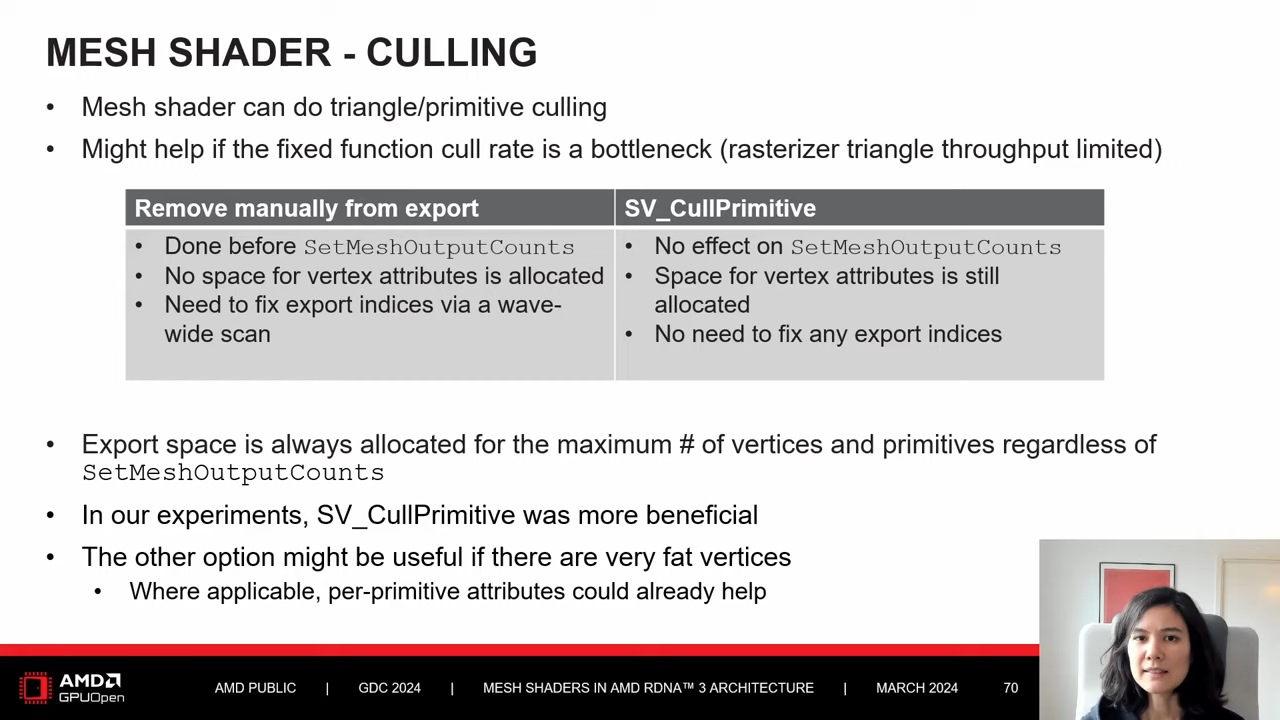 MESH SHADER - CULLING
• Mesh shader can do triangle/primitive culling
• Might help if the fixed function cull rate is a bottleneck (rasterizer triangle throughput limited)
Remove manually from export
• Done before SetMeshOutputCounts
• No space for vertex attributes is allocated
• Need to fix export indices via a wave-
wide scan
SV_CullPrimitive
• No effect on SetMeshOutputCounts
• Space for vertex attributes is still
allocated
• No need to fix any export indices
• Export space is always allocated for the maximum # of vertices and primitives regardless of
SetMeshOutputCounts
• In our experiments, SV_CullPrimitive was more beneficial
• The other option might be useful if there are very fat vertices
• Where applicable, per-primitive attributes could already help
AMD
GPUOpen
AMD PUBLIC | GDC 2024 | MESH SHADERS IN AMD RDNA™ 3 ARCHITECTURE | MARCH 2024 70